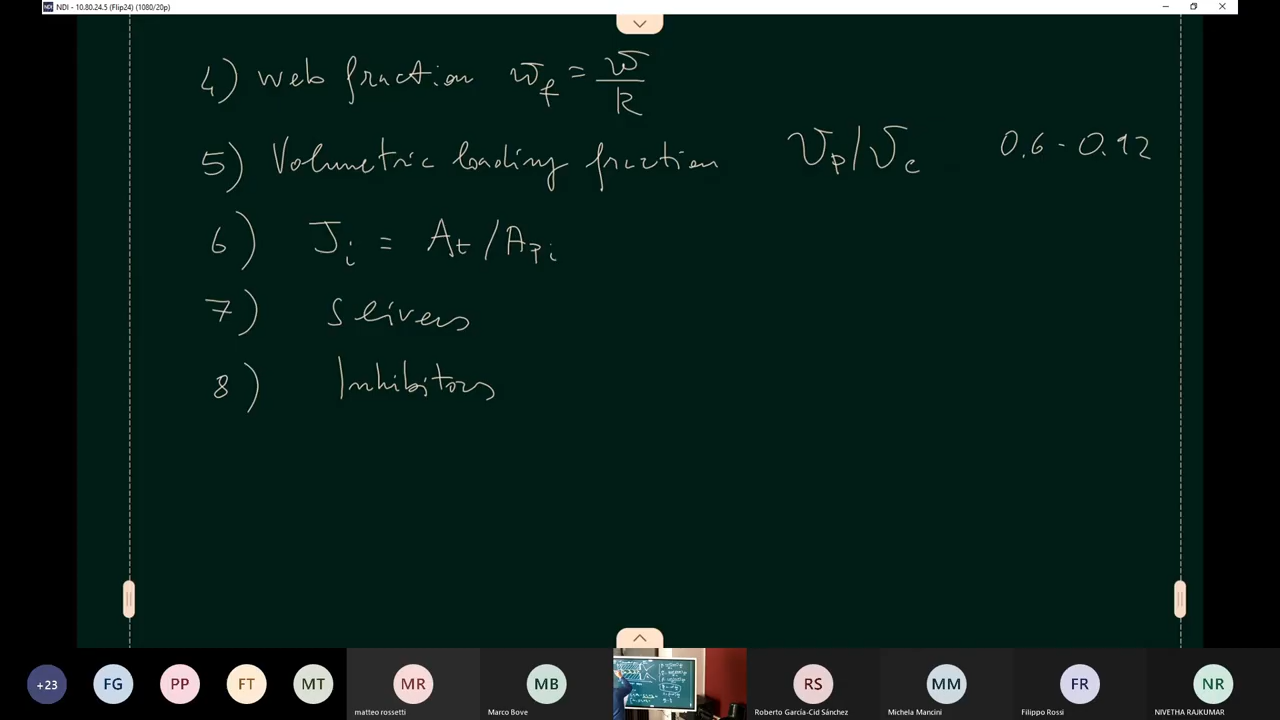 NDI - 10.80.24.5 (Flip24) (1080/20p)
4) web fraction w_f = w/R
5) Volumetric loading fraction V_p/V_c 0.6 - 0.92
6) J_i = A_t/A_p_i
7) Slivers
8) Inhibitors
+23 FG PP FT MT MR MB RS MM FR NR
matteo rossetti Marco Bove Roberto García-Cid Sánchez Michela Mancini Filippo Rossi NIVETHA RAJKUMAR